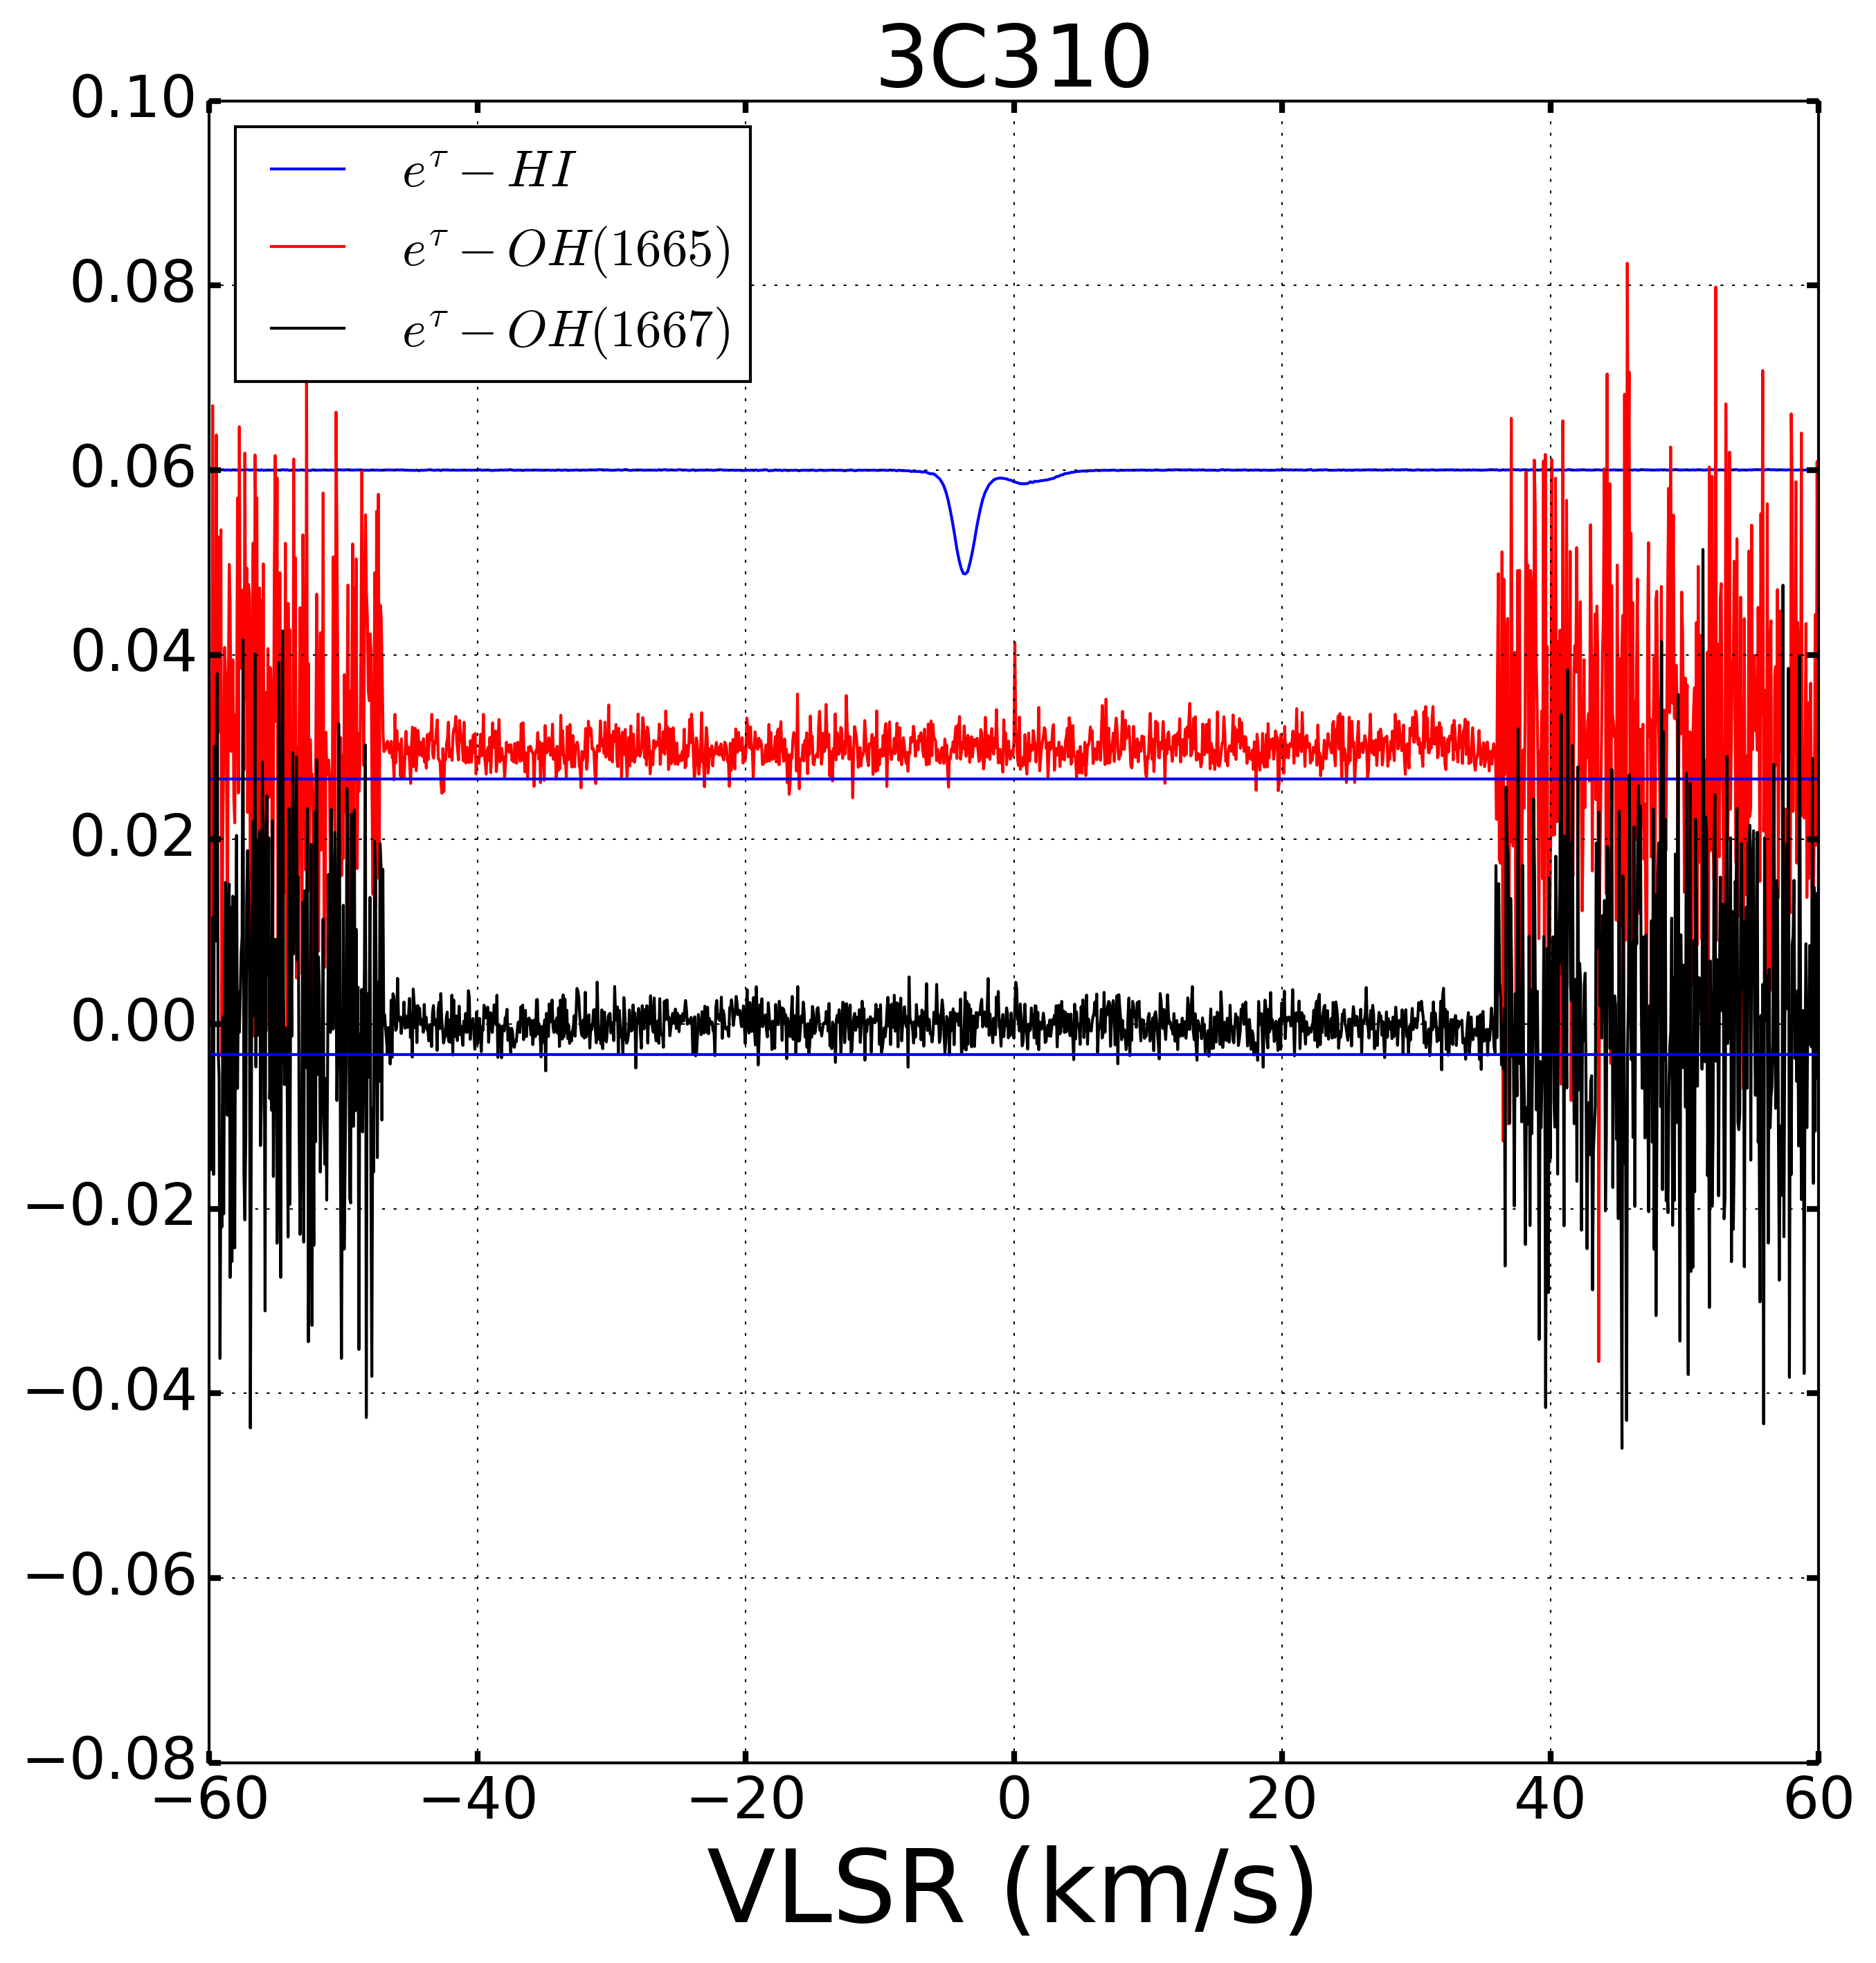 3C310
0.10
0.08
0.06
0.04
0.02
0.00
−0.02
−0.04
−0.06
−0.08
e^τ − HI
e^τ − OH(1665)
e^τ − OH(1667)
−60 −40 −20 0 20 40 60
VLSR (km/s)